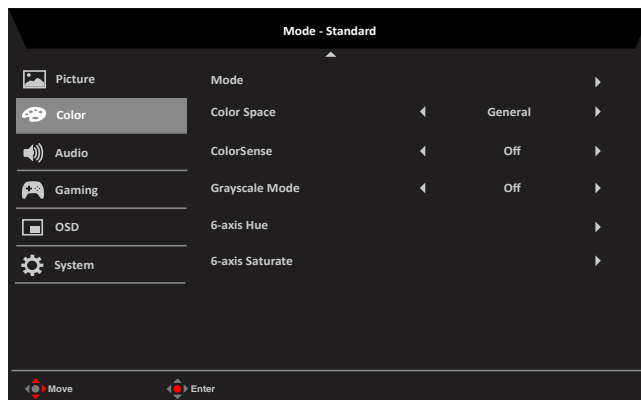 Mode - Standard
Picture
Mode
Color
Color Space General
Audio
ColorSense Off
Gaming
Grayscale Mode Off
OSD
6-axis Hue
System
6-axis Saturate
Move Enter